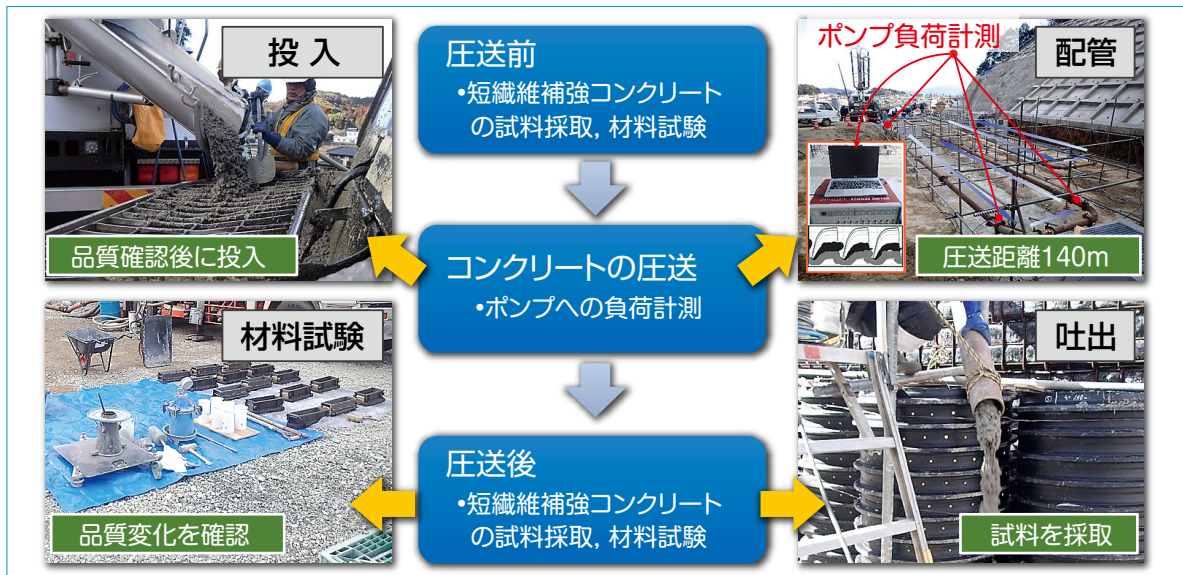 投 入
品質確認後に投入
圧送前
•短繊維補強コンクリート
の試料採取, 材料試験
ポンプ負荷計測
配管
圧送距離140m
コンクリートの圧送
•ポンプへの負荷計測
材料試験
品質変化を確認
圧送後
•短繊維補強コンクリート
の試料採取, 材料試験
吐出
試料を採取